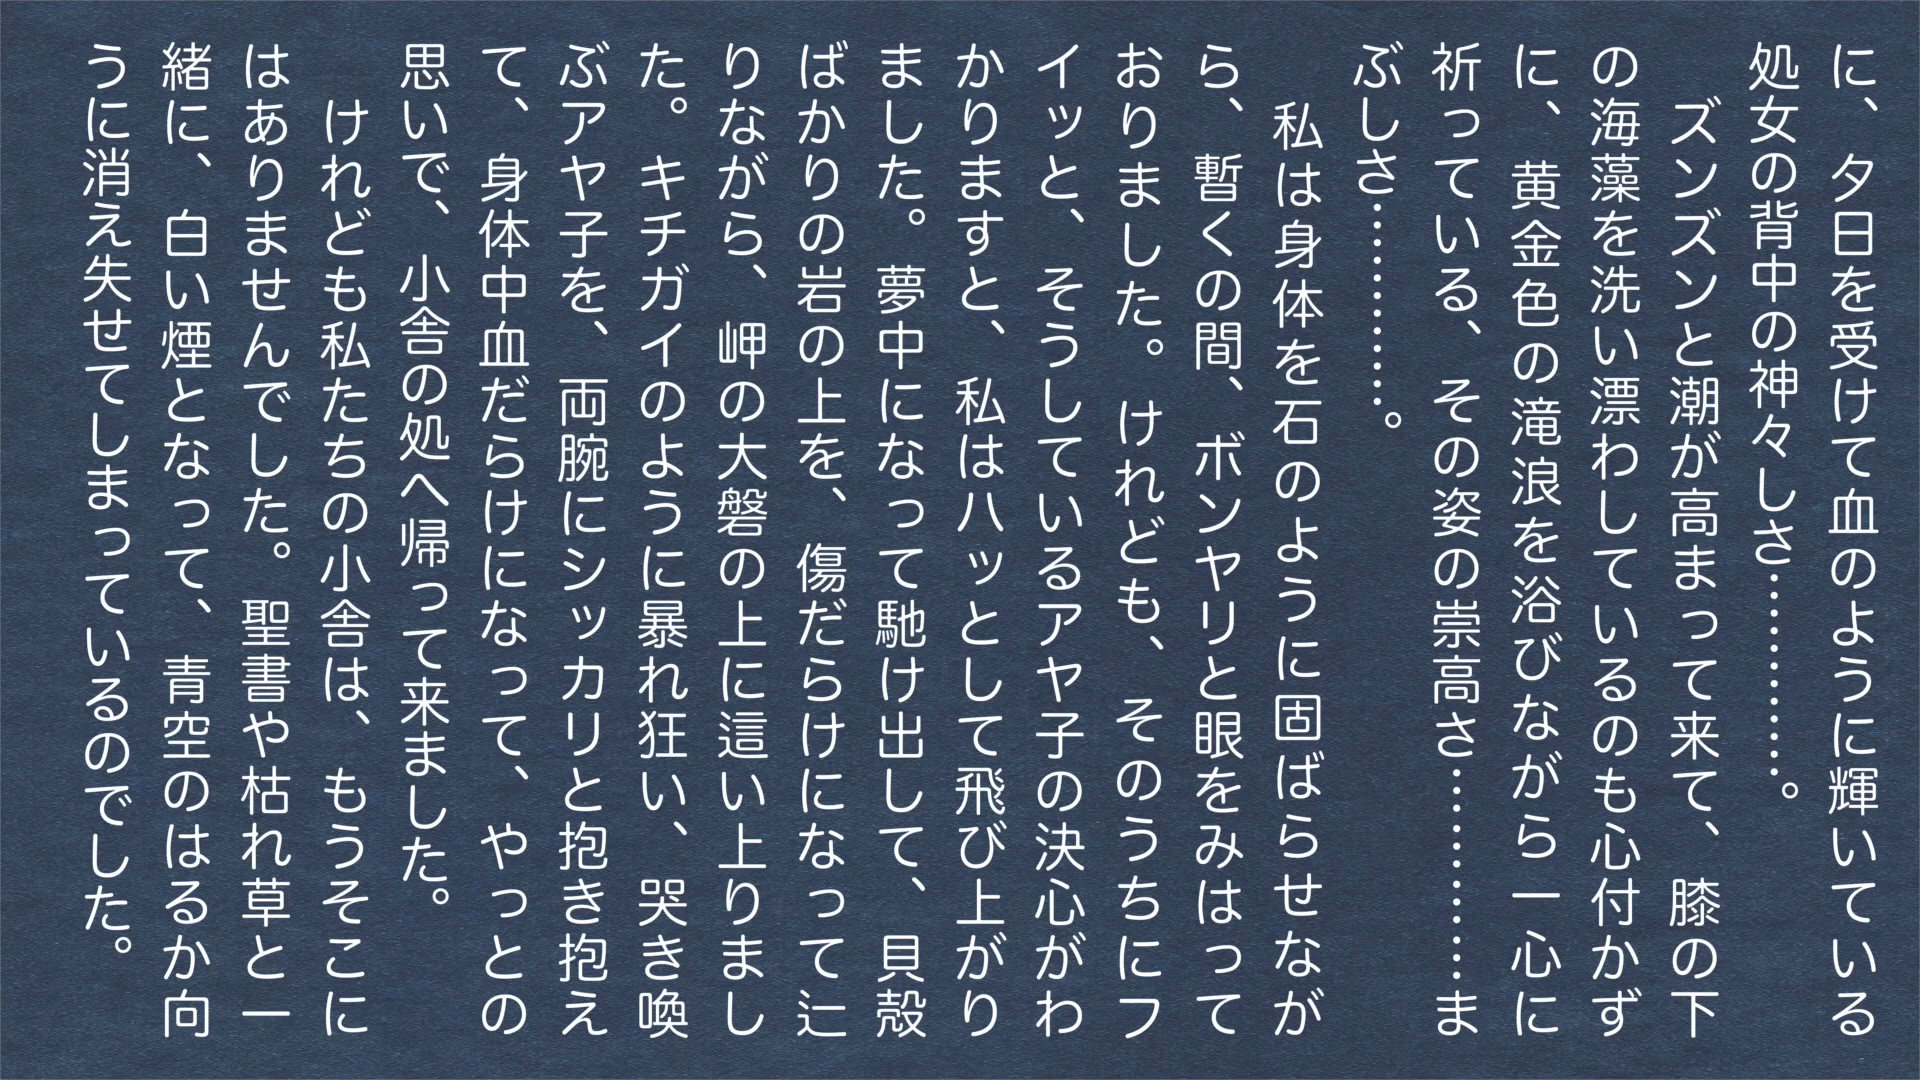 に、夕日を受けて血のように輝いている
処女の背中の神々しさ…………。
　ズンズンと潮が高まって来て、膝の下
の海藻を洗い漂わしているのも心付かず
に、黄金色の滝浪を浴びながら一心に
祈っている、その姿の崇高さ…………ま
ぶしさ…………。
　私は身体を石のように固ばらせなが
ら、暫くの間、ボンヤリと眼をみはって
おりました。けれども、そのうちにフ
イッと、そうしているアヤ子の決心がわ
かりますと、私はハッとして飛び上がり
ました。夢中になって馳け出して、貝殻
ばかりの岩の上を、傷だらけになって辷
りながら、岬の大磐の上に這い上りまし
た。キチガイのように暴れ狂い、哭き喚
ぶアヤ子を、両腕にシッカリと抱き抱え
て、身体中血だらけになって、やっとの
思いで、小舎の処へ帰って来ました。
　けれども私たちの小舎は、もうそこに
はありませんでした。聖書や枯れ草と一
緒に、白い煙となって、青空のはるか向
うに消え失せてしまっているのでした。